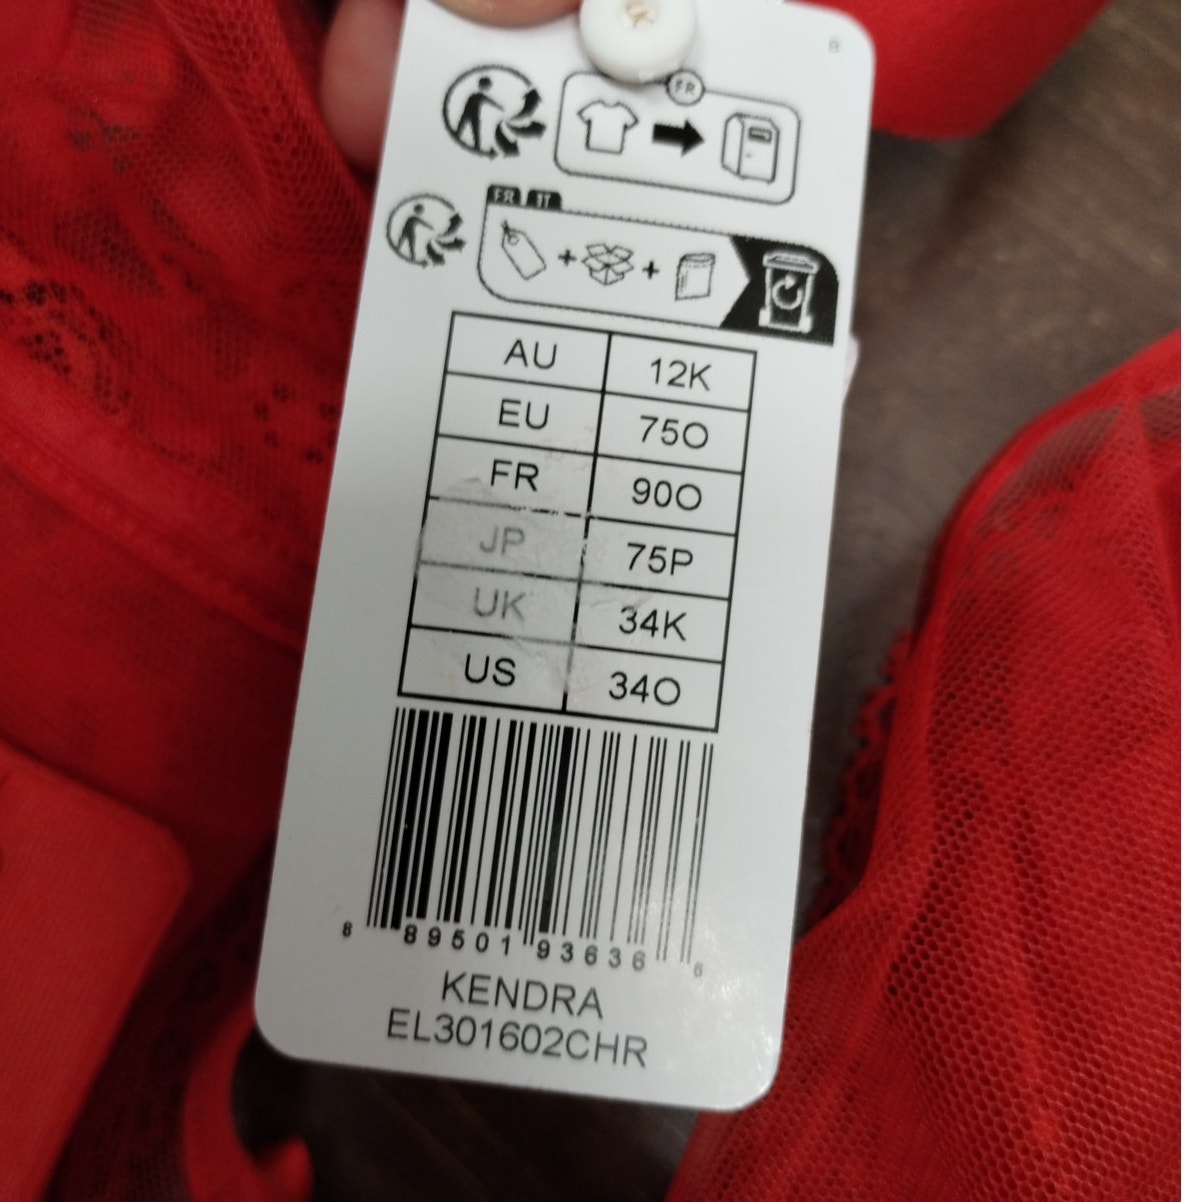 FR
FR IT
AU 12K
EU 75O
FR 90O
JP 75P
UK 34K
US 34O
8 89501 93636 6
KENDRA
EL301602CHR